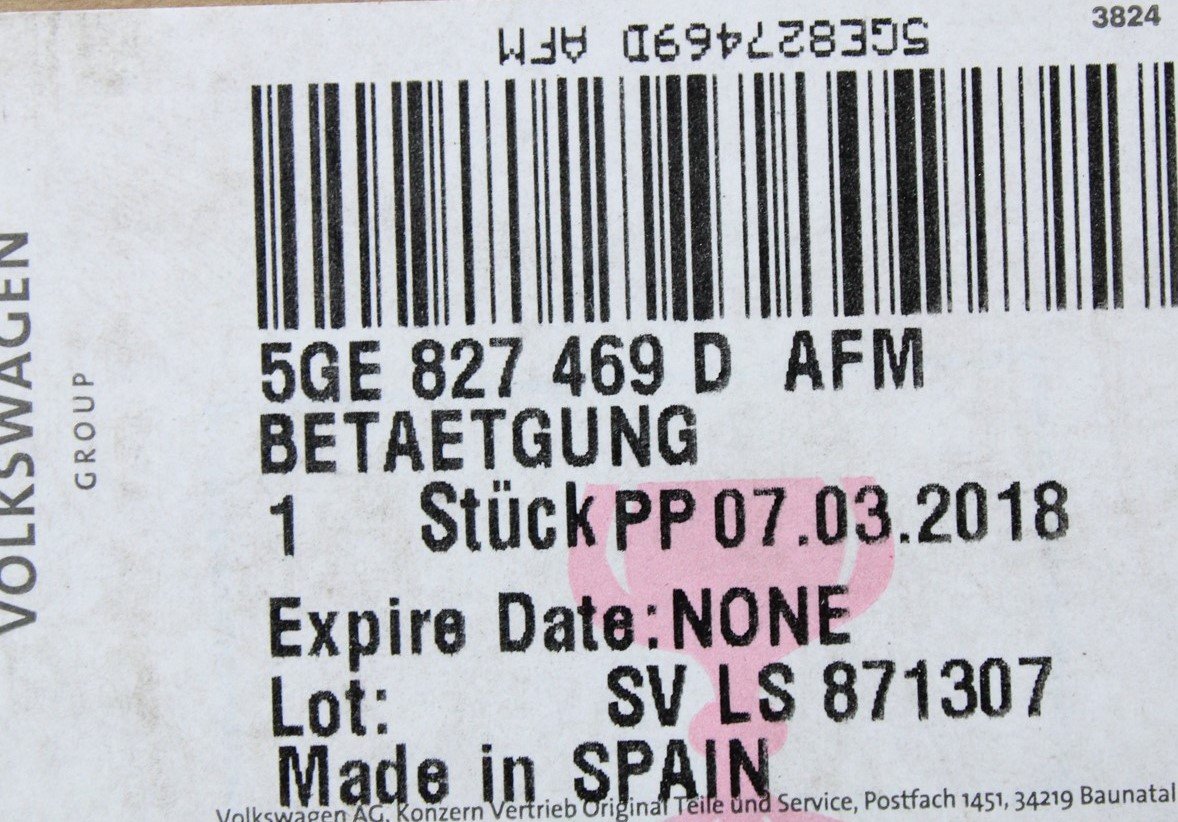 3824
5GE827469D AFM
VOLKSWAGEN
GROUP
5GE 827 469 D AFM
BETAETGUNG
1 Stück PP 07.03.2018
Expire Date:NONE
Lot: SV LS 871307
Made in SPAIN
Volkswagen AG, Konzern Vertrieb Original Teile und Service, Postfach 1451, 34219 Baunatal